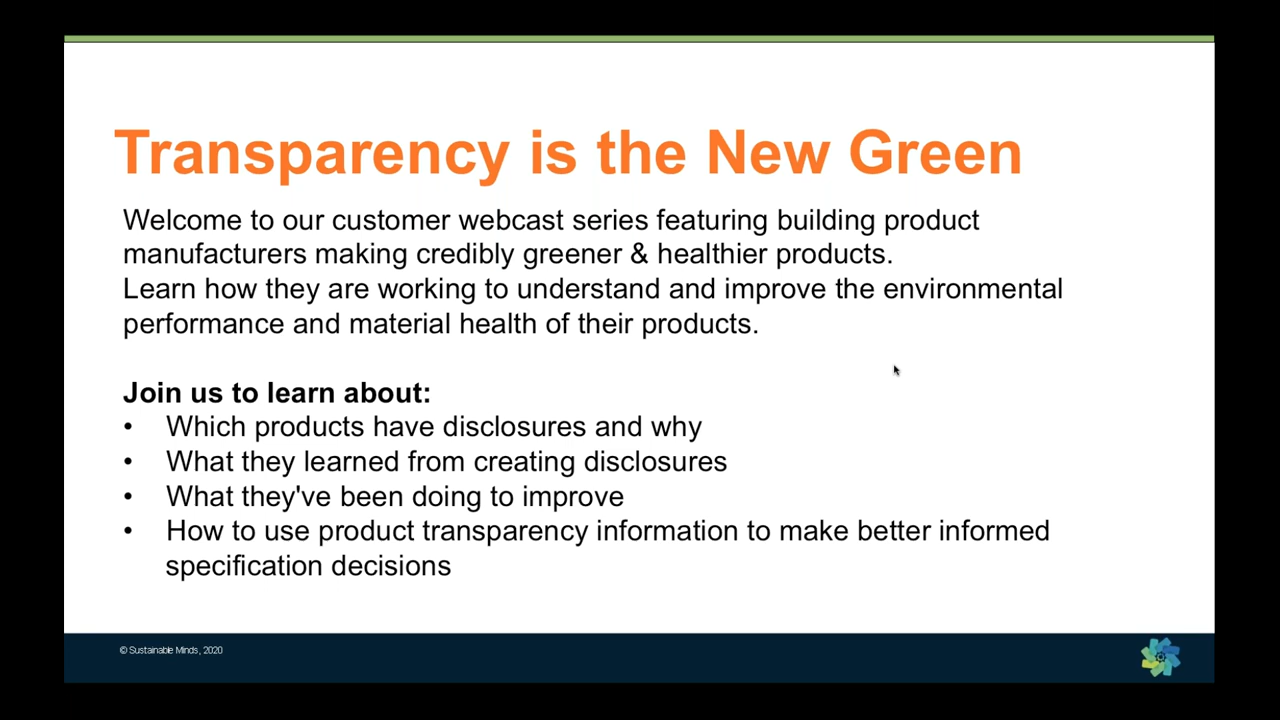 Transparency is the New Green
Welcome to our customer webcast series featuring building product
manufacturers making credibly greener & healthier products.
Learn how they are working to understand and improve the environmental
performance and material health of their products.
Join us to learn about:
• Which products have disclosures and why
• What they learned from creating disclosures
• What they've been doing to improve
• How to use product transparency information to make better informed
specification decisions
© Sustainable Minds, 2020